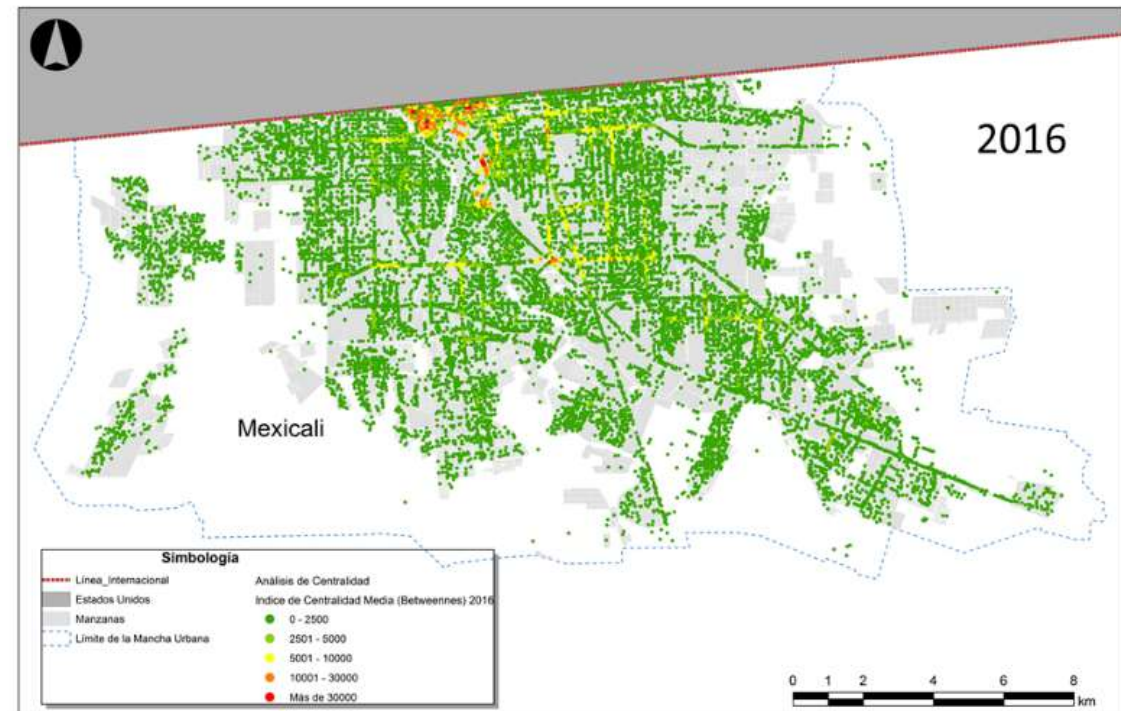 2016
Mexicali
Simbología
Línea_Internacional
Estados Unidos
Manzanas
Límite de la Mancha Urbana
Análisis de Centralidad
Indice de Centralidad Media (Betweennes) 2016
0 - 2500
2501 - 5000
5001 - 10000
10001 - 30000
Más de 30000
0 1 2 4 6 8
km